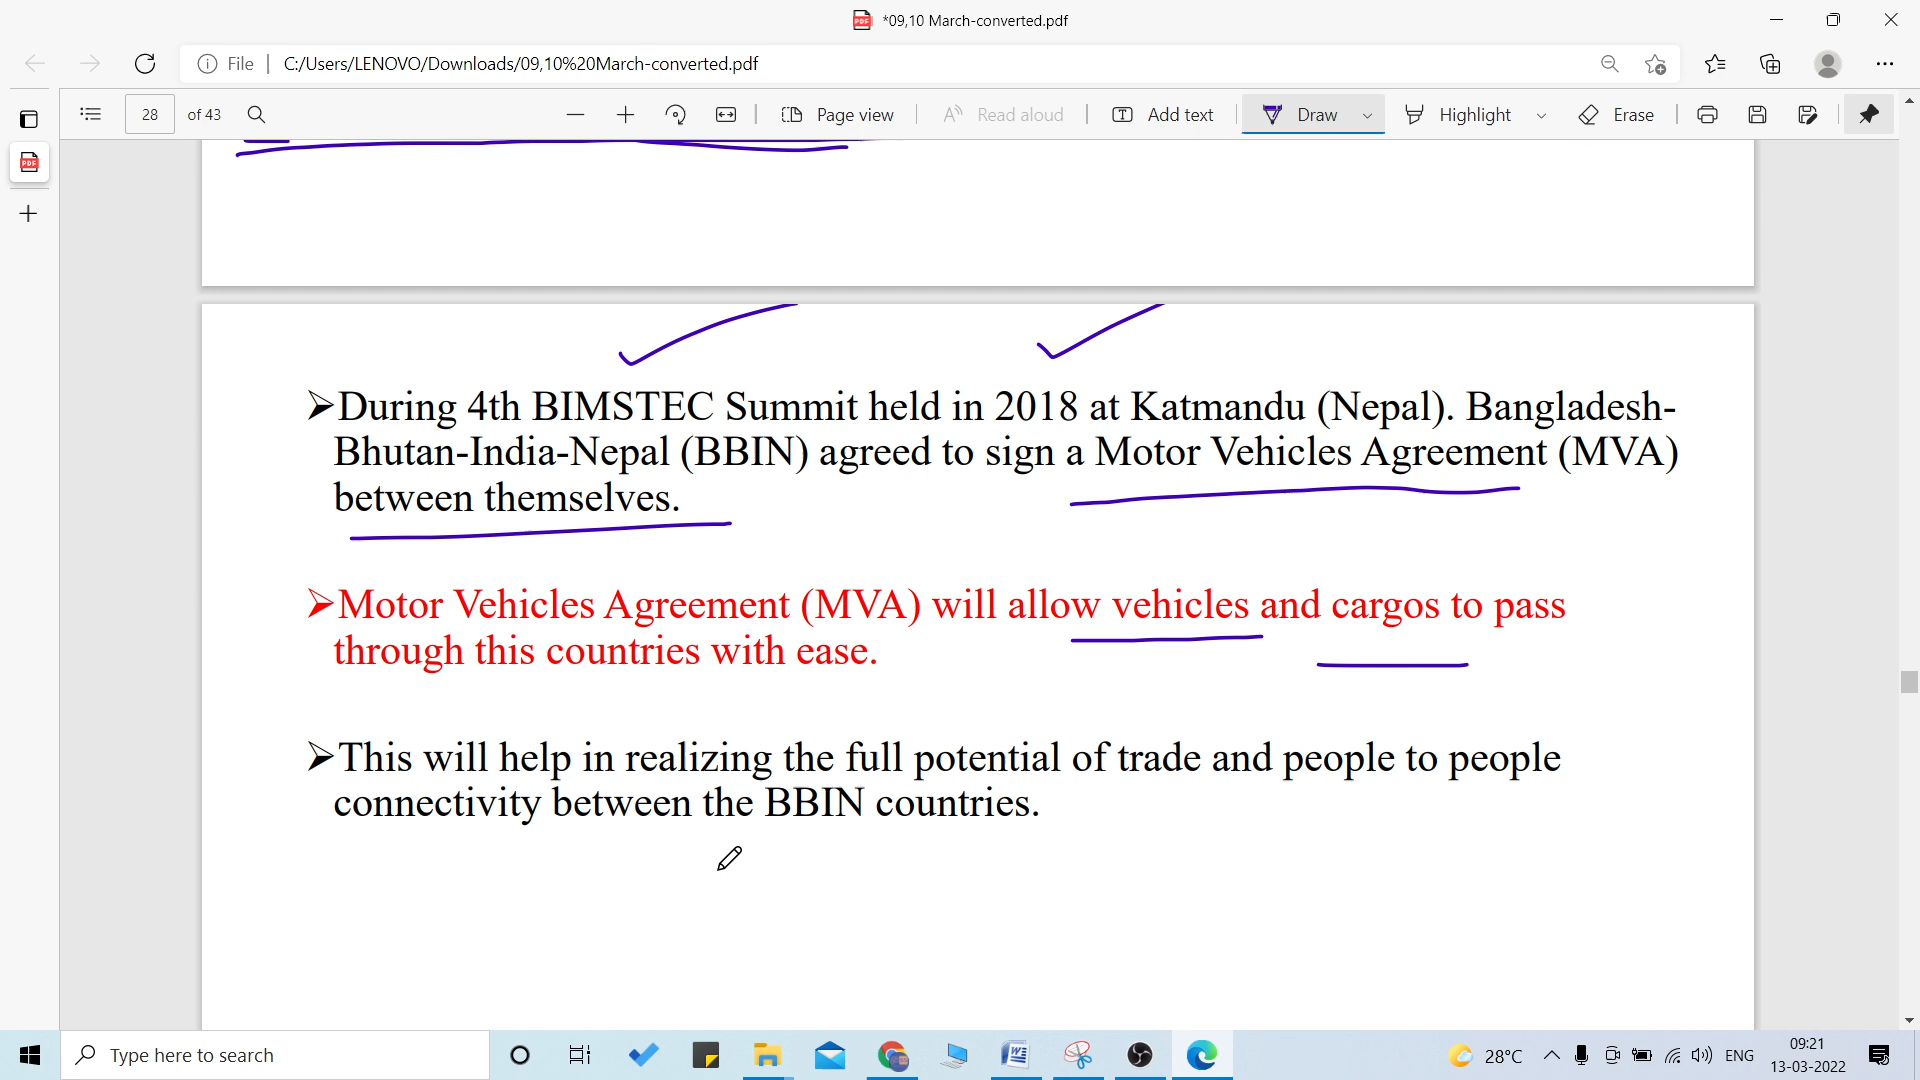 *09,10 March-converted.pdf
File C:/Users/LENOVO/Downloads/09,10%20March-converted.pdf
28 of 43 Page view Read aloud Add text Draw Highlight Erase
➢During 4th BIMSTEC Summit held in 2018 at Katmandu (Nepal). Bangladesh-
Bhutan-India-Nepal (BBIN) agreed to sign a Motor Vehicles Agreement (MVA)
between themselves.
➢Motor Vehicles Agreement (MVA) will allow vehicles and cargos to pass
through this countries with ease.
➢This will help in realizing the full potential of trade and people to people
connectivity between the BBIN countries.
Type here to search 28°C ENG 09:21
13-03-2022